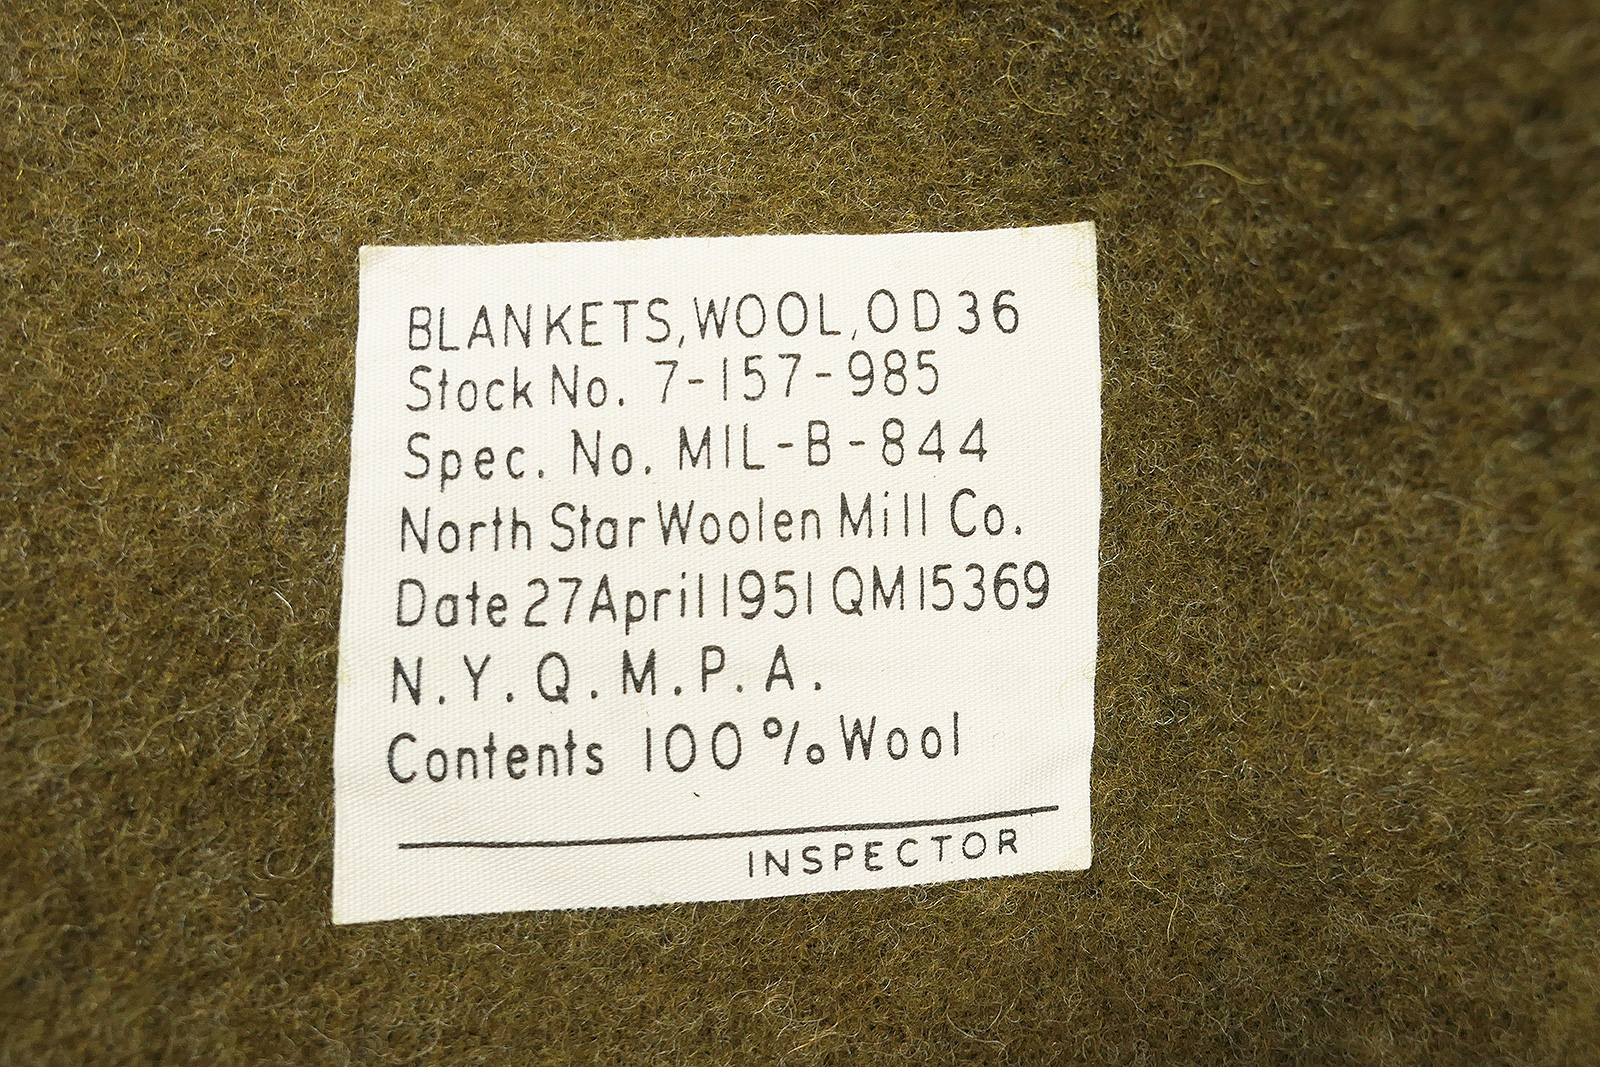 BLANKETS, WOOL, OD 36
Stock No. 7-157-985
Spec. No. MIL-B-844
North Star Woolen Mill Co.
Date 27 April 1951 QM 15369
N.Y.Q.M.P.A.
Contents 100% Wool
INSPECTOR